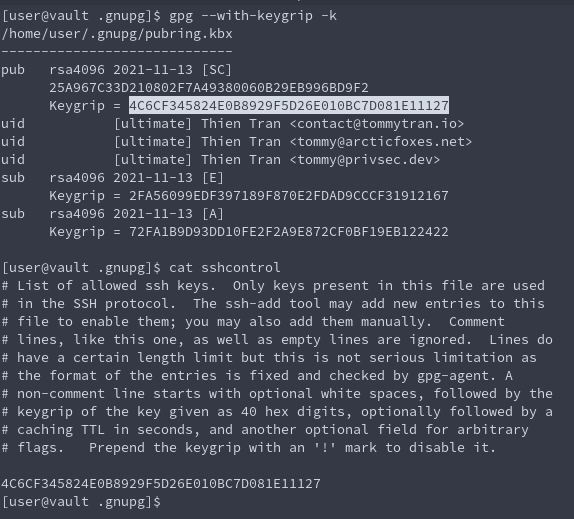 [user@vault .gnupg]$ gpg --with-keygrip -k
/home/user/.gnupg/pubring.kbx
-----------------------------
pub   rsa4096 2021-11-13 [SC]
      25A967C33D210802F7A49380060B29EB996BD9F2
      Keygrip = 4C6CF345824E0B8929F5D26E010BC7D081E11127
uid           [ultimate] Thien Tran <contact@tommytran.io>
uid           [ultimate] Thien Tran <tommy@arcticfoxes.net>
uid           [ultimate] Thien Tran <tommy@privsec.dev>
sub   rsa4096 2021-11-13 [E]
      Keygrip = 2FA56099EDF397189F870E2FDAD9CCCF31912167
sub   rsa4096 2021-11-13 [A]
      Keygrip = 72FA1B9D93DD10FE2F2A9E872CF0BF19EB122422

[user@vault .gnupg]$ cat sshcontrol
# List of allowed ssh keys.  Only keys present in this file are used
# in the SSH protocol.  The ssh-add tool may add new entries to this
# file to enable them; you may also add them manually.  Comment
# lines, like this one, as well as empty lines are ignored.  Lines do
# have a certain length limit but this is not serious limitation as
# the format of the entries is fixed and checked by gpg-agent. A
# non-comment line starts with optional white spaces, followed by the
# keygrip of the key given as 40 hex digits, optionally followed by a
# caching TTL in seconds, and another optional field for arbitrary
# flags.   Prepend the keygrip with an '!' mark to disable it.

4C6CF345824E0B8929F5D26E010BC7D081E11127
[user@vault .gnupg]$